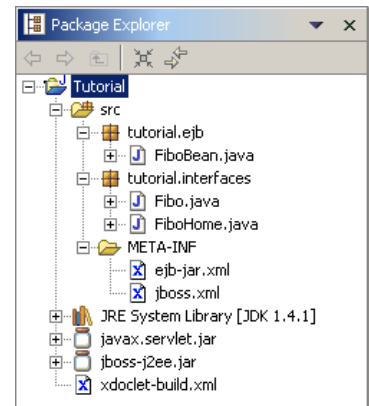 Package Explorer
Tutorial
src
tutorial.ejb
FiboBean.java
tutorial.interfaces
Fibo.java
FiboHome.java
META-INF
ejb-jar.xml
jboss.xml
JRE System Library [JDK 1.4.1]
javax.servlet.jar
jboss-j2ee.jar
xdoclet-build.xml